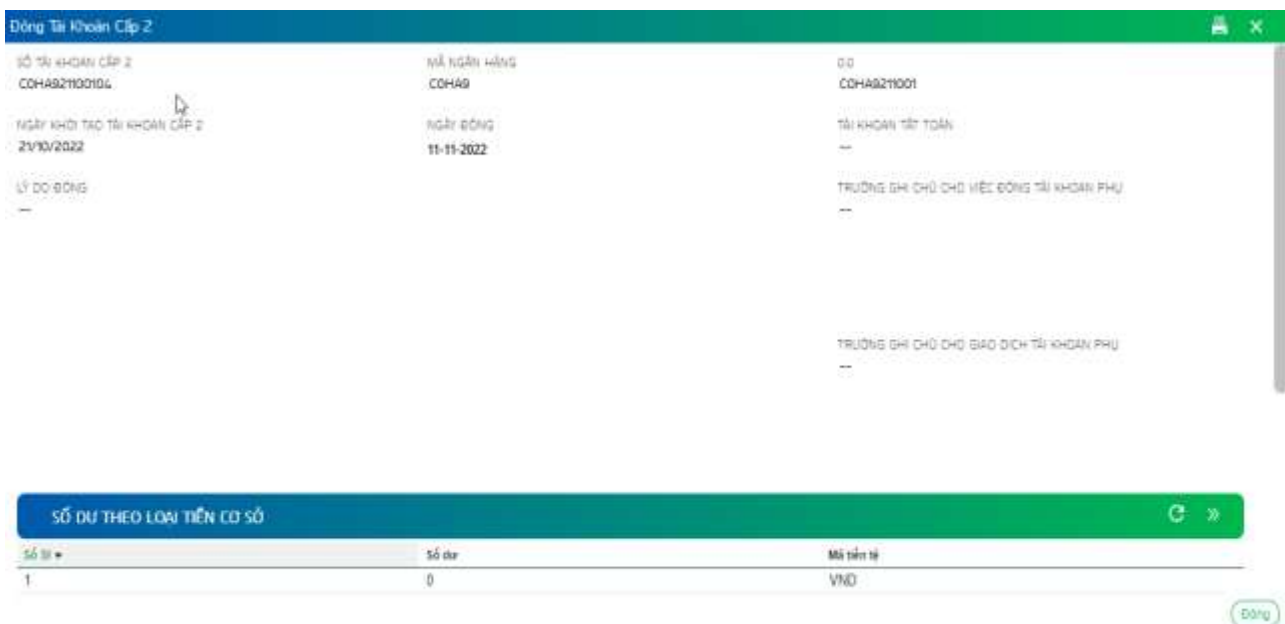 Đóng Tài Khoản Cấp 2
SỐ TÀI KHOẢN CẤP 2
MÃ NGÂN HÀNG
COHA92110010
COHA9
COHA9211001
NGÀY KHỞI TẠO TÀI KHOẢN CẤP 2
NGÀY ĐÓNG
TÀI KHOẢN TẤT TOÁN
21/10/2022
11-11-2022
--
LÝ DO ĐÓNG
TRƯỜNG GHI CHÚ CHO VIỆC ĐÓNG TÀI KHOẢN PHỤ
--
--
TRƯỜNG GHI CHÚ CHO GIAO DỊCH TÀI KHOẢN PHỤ
--
SỐ DƯ THEO LOẠI TIỀN CƠ SỞ
Số Sl
Số dư
Mã tiền tệ
1
0
VND
Đóng